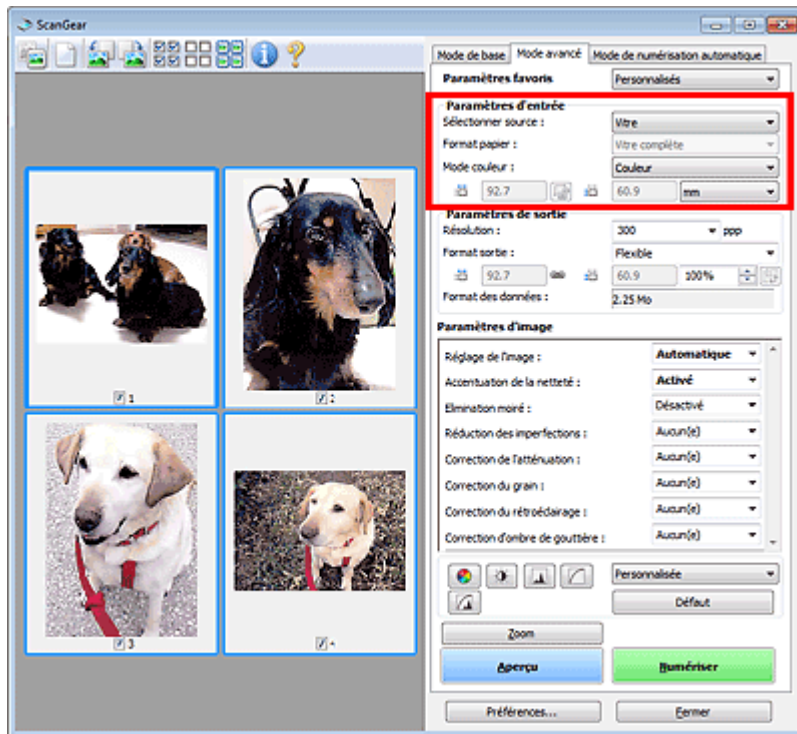 ScanGear
Mode de base Mode avancé Mode de numérisation automatique
Paramètres favoris Personnalisés
Paramètres d'entrée
Sélectionner source : Vitre
Format papier : Vitre complète
Mode couleur : Couleur
92.7 60.9 mm
Paramètres de sortie
Résolution : 300 ppp
Format sortie : Flexible
92.7 60.9 100%
Format des données : 2.25 Mo
Paramètres d'image
Réglage de l'image : Automatique
Accentuation de la netteté : Activé
Elimination moiré : Désactivé
Réduction des imperfections : Aucun(e)
Correction de l'atténuation : Aucun(e)
Correction du grain : Aucun(e)
Correction du rétroéclairage : Aucun(e)
Correction d'ombre de gouttière : Aucun(e)
Personnalisée
Défaut
Zoom
Aperçu Numériser
Préférences... Fermer
1
2
3
4